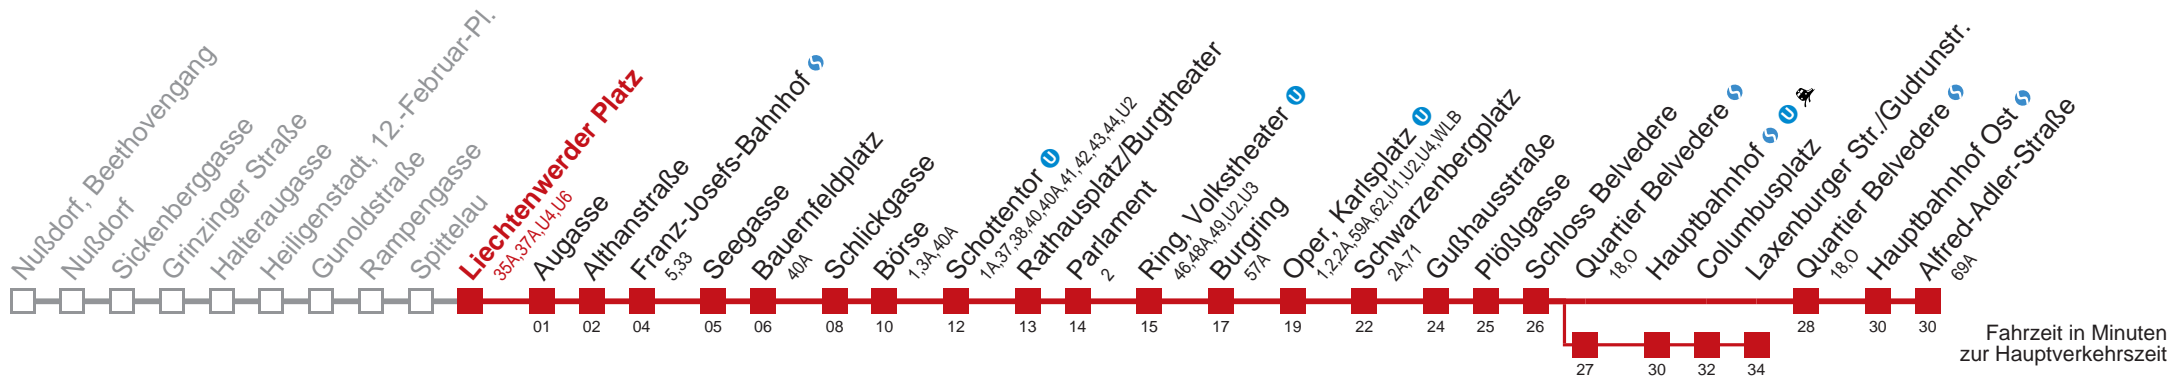 Nußdorf, Beethovengang
Nußdorf
Sickenberggasse
Grinzinger Straße
Halteraugasse
Heiligenstadt, 12.-Februar-Pl.
Gunoldstraße
Rampengasse
Spittelau
Liechtenwerder Platz
35A,37A,U4,U6
Augasse
01
Althanstraße
02
Franz-Josefs-Bahnhof
5,33
04
Seegasse
05
Bauernfeldplatz
40A
06
Schlickgasse
08
Börse
1,3A,40A
10
Schottentor U
1A,37,38,40,40A,41,42,43,44,U2
12
Rathausplatz/Burgtheater
13
Parlament
2
14
Ring, Volkstheater U
46,48A,49,U2,U3
15
Burgring
57A
17
Oper, Karlsplatz U
1,2,2A,59A,62,U1,U2,U4,WLB
19
Schwarzenbergplatz
2A,71
22
Gußhausstraße
24
Plößlgasse
25
Schloss Belvedere
26
Quartier Belvedere
18,O
27
Hauptbahnhof U
30
Columbusplatz
32
Laxenburger Str./Gudrunstr.
34
Quartier Belvedere
18,O
28
Hauptbahnhof Ost
30
Alfred-Adler-Straße
69A
30
Fahrzeit in Minuten
zur Hauptverkehrszeit